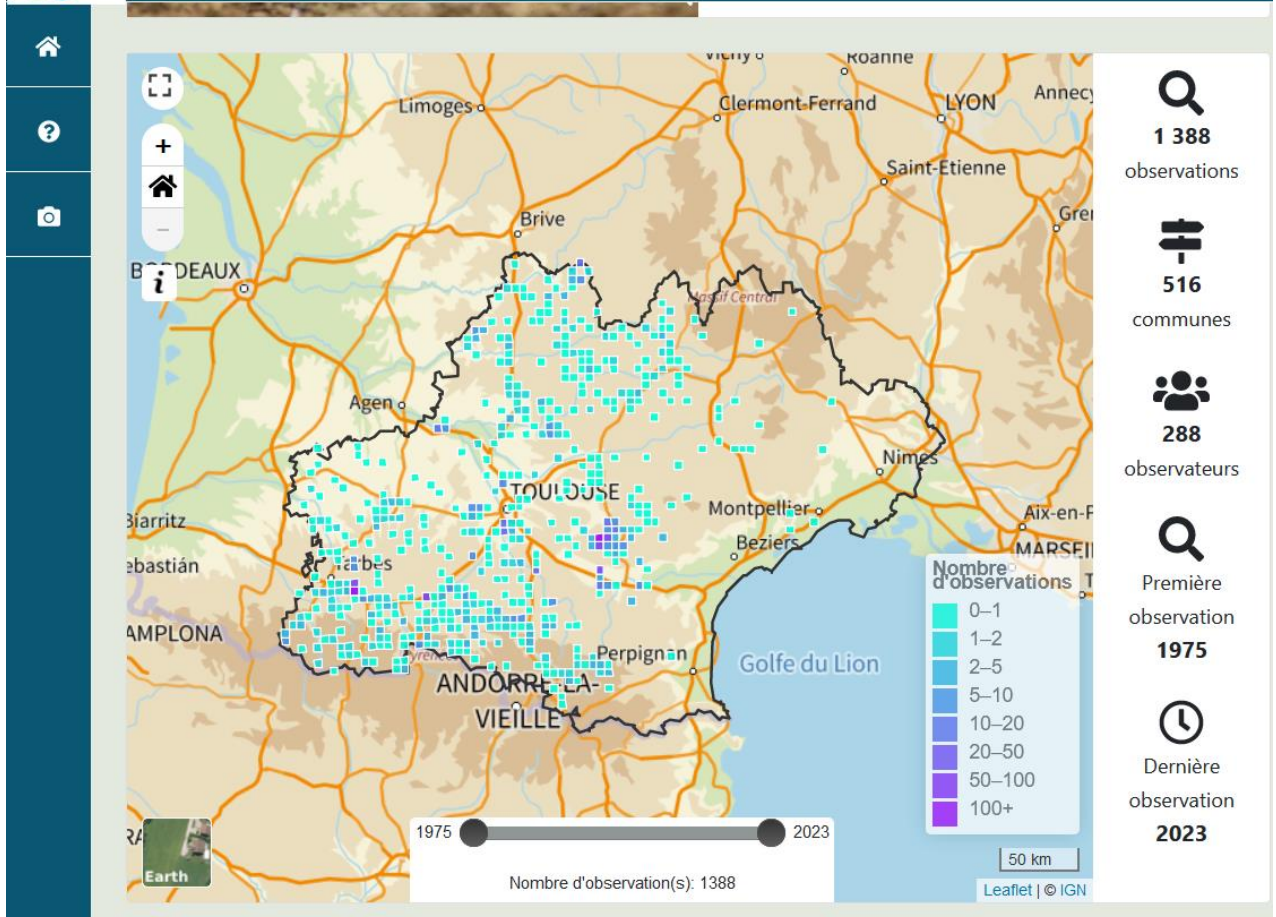 Vichy
Roanne
Limoges
Clermont-Ferrand
LYON
Annecy
Saint-Etienne
Brive
BORDEAUX
Massif Central
Agen
Nimes
TOULOUSE
Montpellier
Biarritz
Aix-en-P
Beziers
MARSEI
Tarbes
AMPLONA
Perpignan
Golfe du Lion
ANDORRE-LA-
VIEILLE
+
−
i
Earth
1975
2023
Nombre d'observation(s): 1388
Nombre
d'observations
0–1
1–2
2–5
5–10
10–20
20–50
50–100
100+
50 km
Leaflet | © IGN
1 388
observations
516
communes
288
observateurs
Première
observation
1975
Dernière
observation
2023